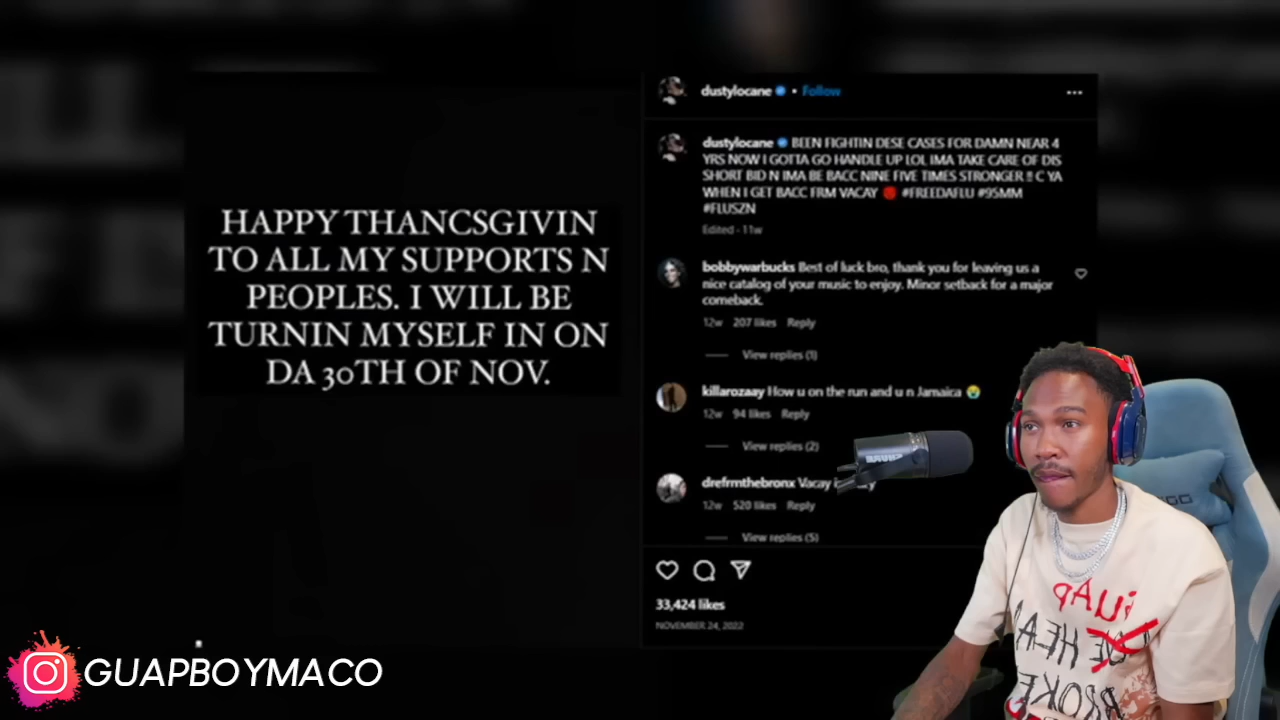 HAPPY THANCSGIVIN
TO ALL MY SUPPORTS N
PEOPLES. I WILL BE
TURNIN MYSELF IN ON
DA 30TH OF NOV.
dustylocane • Follow
dustylocane BEEN FIGHTIN DESE CASES FOR DAMN NEAR 4
YRS NOW I GOTTA GO HANDLE UP LOL IMA TAKE CARE OF DIS
SHORT BID N IMA BE BACC NINE FIVE TIMES STRONGER !! C YA
WHEN I GET BACC FRM VACAY #FREEDAFLU #95MM
#FLUSZN
Edited · 11w
bobbywarbucks Best of luck bro, thank you for leaving us a
nice catalog of your music to enjoy. Minor setback for a major
comeback.
12w 207 likes Reply
View replies (1)
killarozaay How u on the run and u n Jamaica 😭
12w 94 likes Reply
View replies (2)
drefrmthebronx Vacay
12w 520 likes Reply
View replies (5)
33,424 likes
NOVEMBER 24, 2022
GUAP
BROKE
GUAPBOYMACO